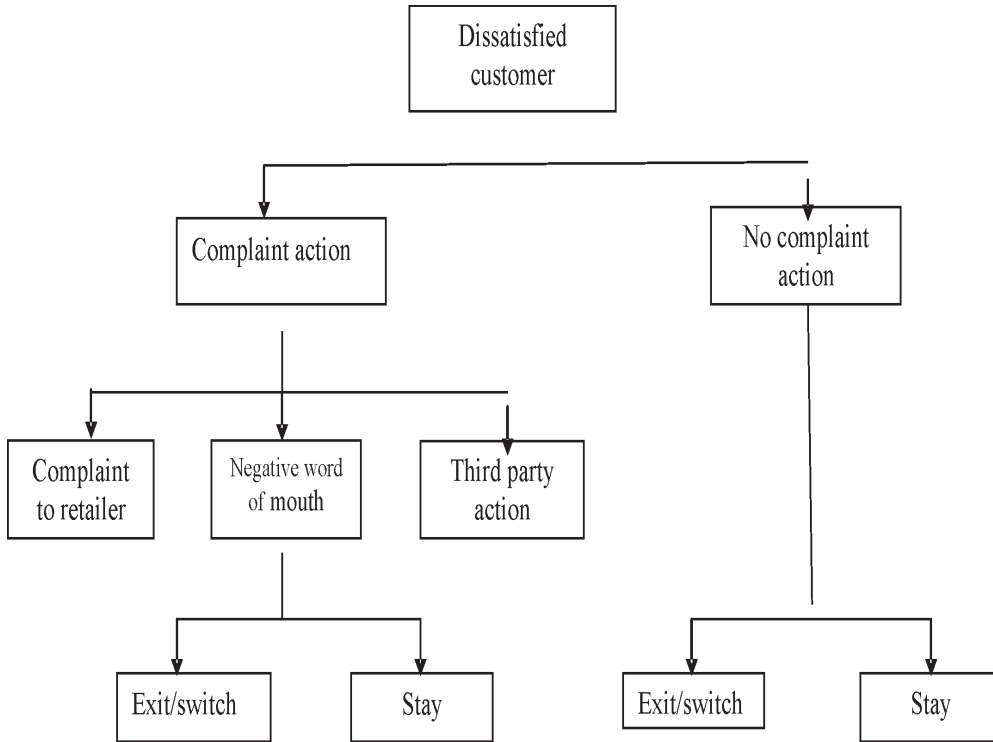 Dissatisfied
customer
Complaint action
No complaint
action
Complaint
to retailer
Negative word
of mouth
Third party
action
Exit/switch
Stay
Exit/switch
Stay